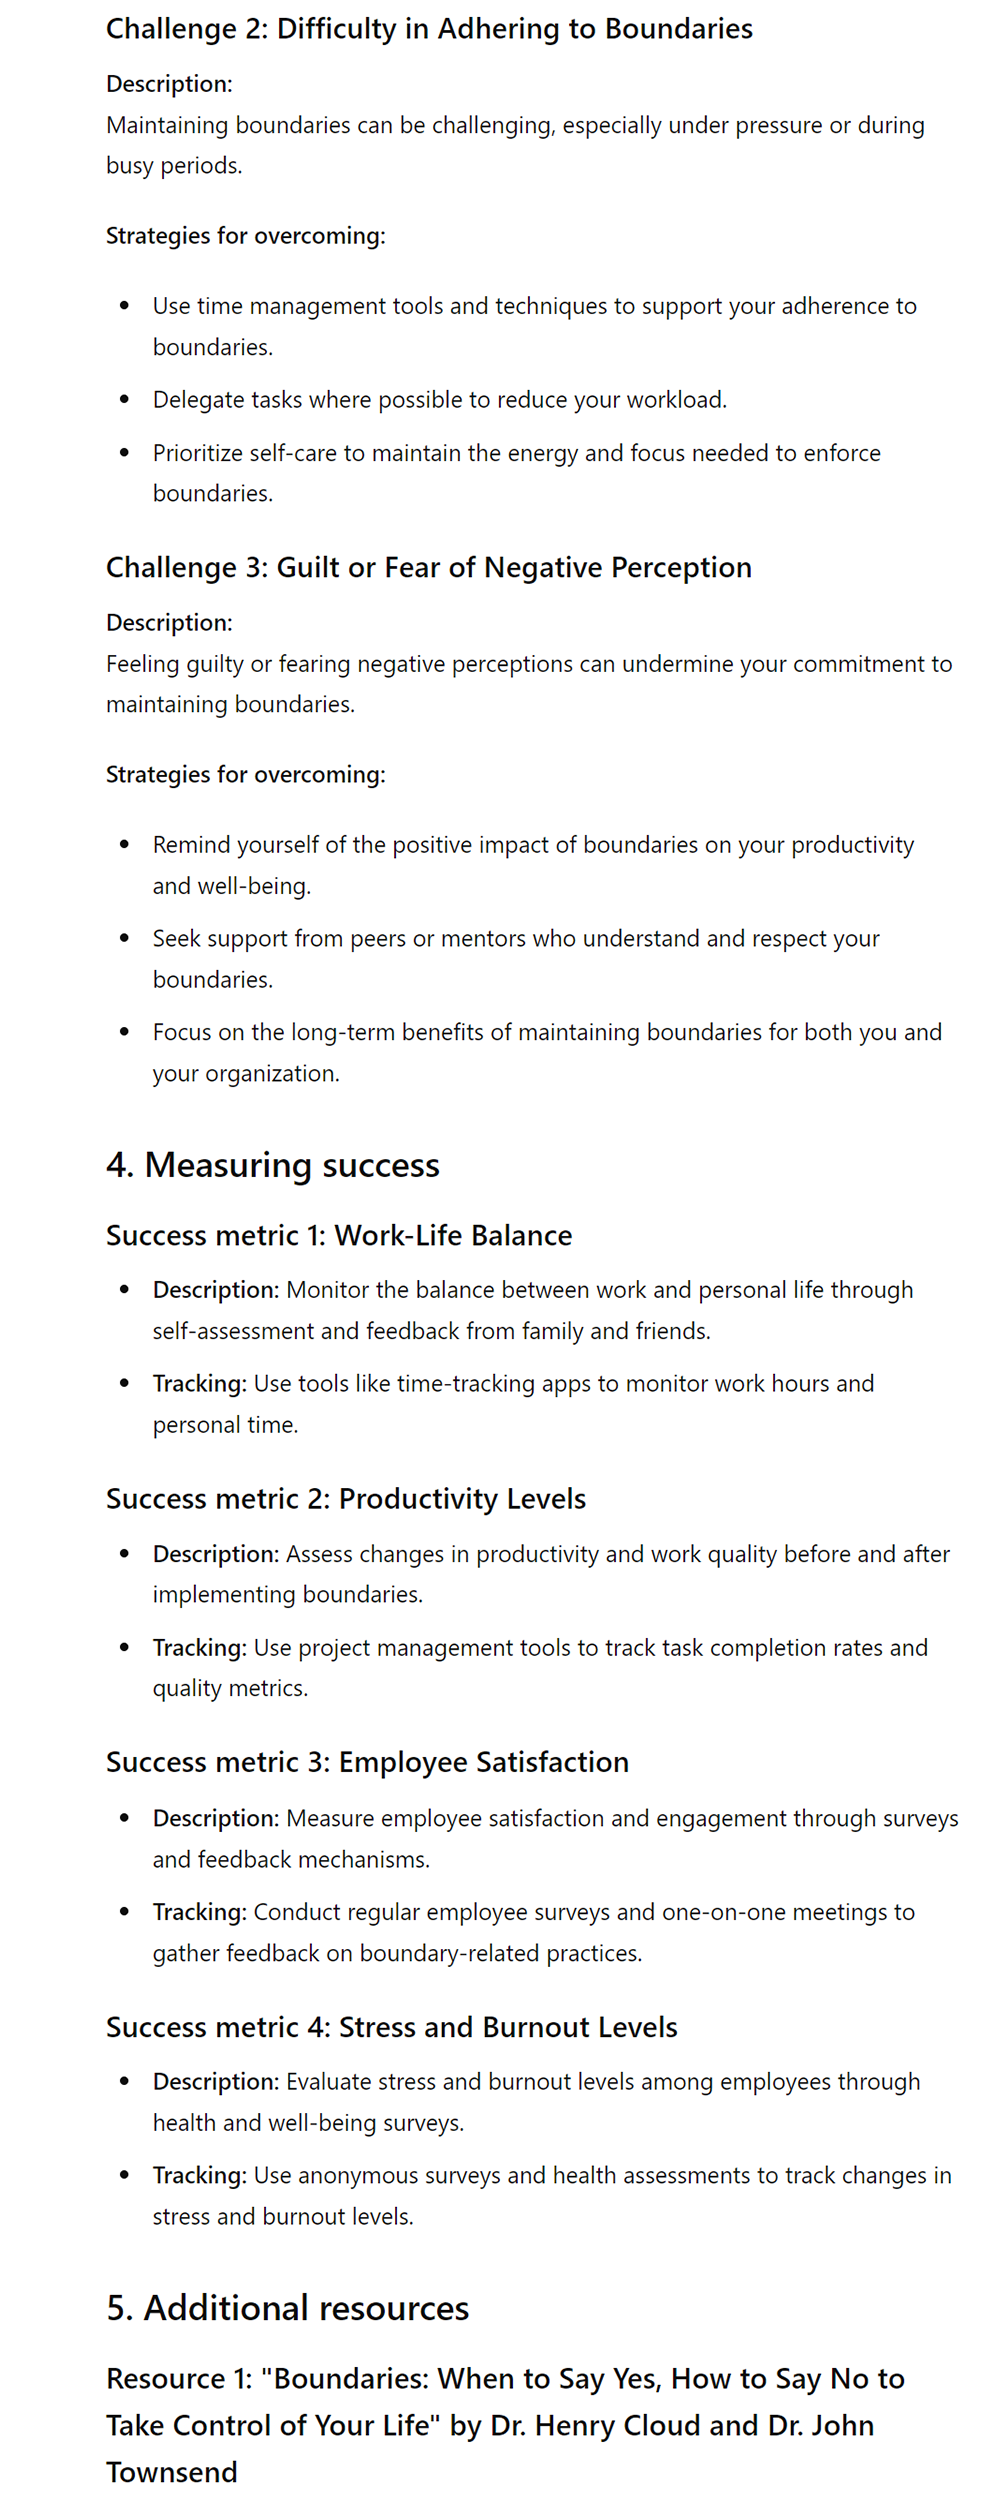 Challenge 2: Difficulty in Adhering to Boundaries
Description:
Maintaining boundaries can be challenging, especially under pressure or during
busy periods.
Strategies for overcoming:
• Use time management tools and techniques to support your adherence to
boundaries.
• Delegate tasks where possible to reduce your workload.
• Prioritize self-care to maintain the energy and focus needed to enforce
boundaries.
Challenge 3: Guilt or Fear of Negative Perception
Description:
Feeling guilty or fearing negative perceptions can undermine your commitment to
maintaining boundaries.
Strategies for overcoming:
• Remind yourself of the positive impact of boundaries on your productivity
and well-being.
• Seek support from peers or mentors who understand and respect your
boundaries.
• Focus on the long-term benefits of maintaining boundaries for both you and
your organization.
4. Measuring success
Success metric 1: Work-Life Balance
• Description: Monitor the balance between work and personal life through
self-assessment and feedback from family and friends.
• Tracking: Use tools like time-tracking apps to monitor work hours and
personal time.
Success metric 2: Productivity Levels
• Description: Assess changes in productivity and work quality before and after
implementing boundaries.
• Tracking: Use project management tools to track task completion rates and
quality metrics.
Success metric 3: Employee Satisfaction
• Description: Measure employee satisfaction and engagement through surveys
and feedback mechanisms.
• Tracking: Conduct regular employee surveys and one-on-one meetings to
gather feedback on boundary-related practices.
Success metric 4: Stress and Burnout Levels
• Description: Evaluate stress and burnout levels among employees through
health and well-being surveys.
• Tracking: Use anonymous surveys and health assessments to track changes in
stress and burnout levels.
5. Additional resources
Resource 1: "Boundaries: When to Say Yes, How to Say No to
Take Control of Your Life" by Dr. Henry Cloud and Dr. John
Townsend